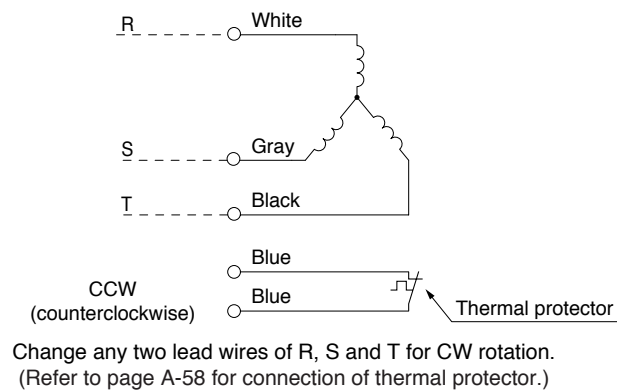 R
White
S
Gray
T
Black
Blue
CCW
(counterclockwise)
Blue
Thermal protector
Change any two lead wires of R, S and T for CW rotation.
(Refer to page A-58 for connection of thermal protector.)